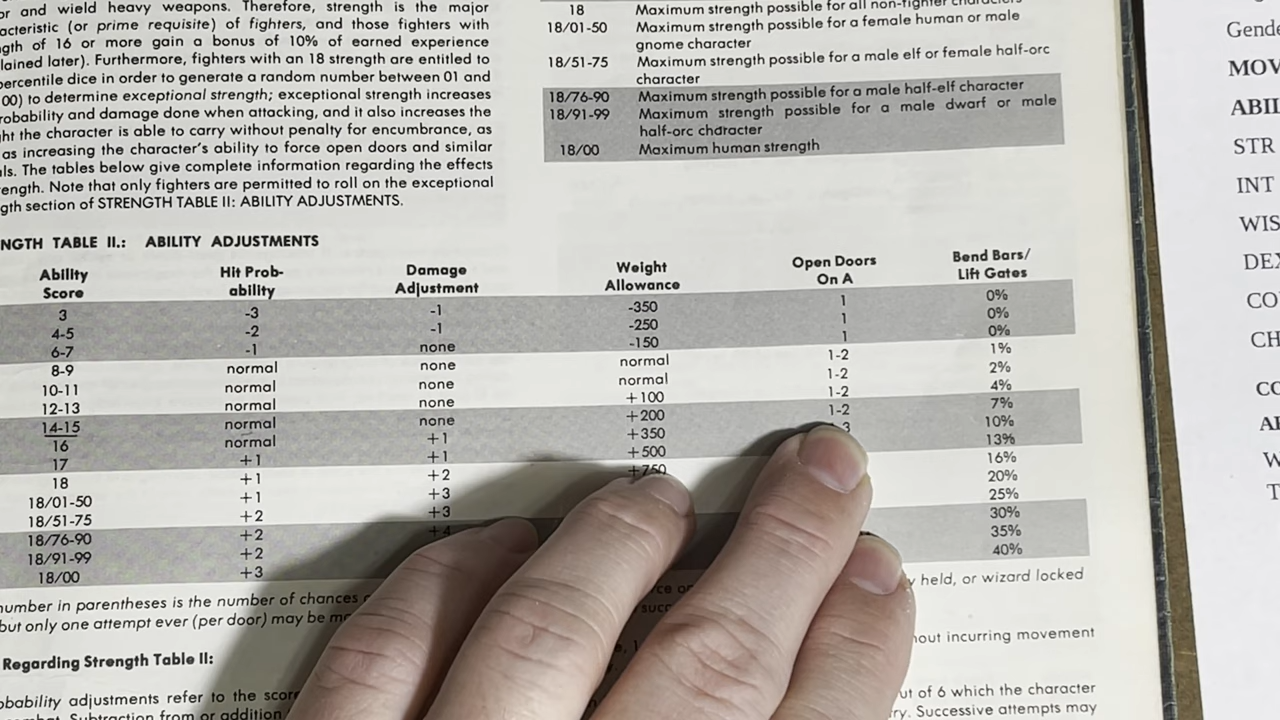 or and wield heavy weapons. Therefore, strength is the major
acteristic (or prime requisite) of fighters, and those fighters with
ngth of 16 or more gain a bonus of 10% of earned experience
lained later). Furthermore, fighters with an 18 strength are entitled to
percentile dice in order to generate a random number between 01 and
00) to determine exceptional strength; exceptional strength increases
robability and damage done when attacking, and it also increases the
ght the character is able to carry without penalty for encumbrance, as
as increasing the character's ability to force open doors and similar
ls. The tables below give complete information regarding the effects
rength. Note that only fighters are permitted to roll on the exceptional
gth section of STRENGTH TABLE II: ABILITY ADJUSTMENTS.
18 Maximum strength possible for all non-fighter characters
18/01-50 Maximum strength possible for a female human or male
gnome character
18/51-75 Maximum strength possible for a male elf or female half-orc
character
18/76-90 Maximum strength possible for a male half-elf character
18/91-99 Maximum strength possible for a male dwarf or male
half-orc character
18/00 Maximum human strength
NGTH TABLE II.: ABILITY ADJUSTMENTS
Ability Hit Prob- Damage Weight Open Doors Bend Bars/
Score ability Adjustment Allowance On A Lift Gates
3 -3 -1 -350 1 0%
4-5 -2 -1 -250 1 0%
6-7 -1 none -150 1 0%
8-9 normal none normal 1-2 1%
10-11 normal none normal 1-2 2%
12-13 normal none +100 1-2 4%
14-15 normal none +200 1-2 7%
16 normal +1 +350 3 10%
17 +1 +1 +500 13%
18 +1 +2 +750 16%
18/01-50 +1 +3 20%
18/51-75 +2 +3 25%
18/76-90 +2 +4 30%
18/91-99 +2 35%
18/00 +3 40%
number in parentheses is the number of chances held, or wizard locked
but only one attempt ever (per door) may be
hout incurring movement
Regarding Strength Table II:
obability adjustments refer to the ut of 6 which the character
Subtraction from or addition ry. Successive attempts may
Gende
MOV
ABIL
STR
INT
WIS
DEX
CO
CH
CO
W
T